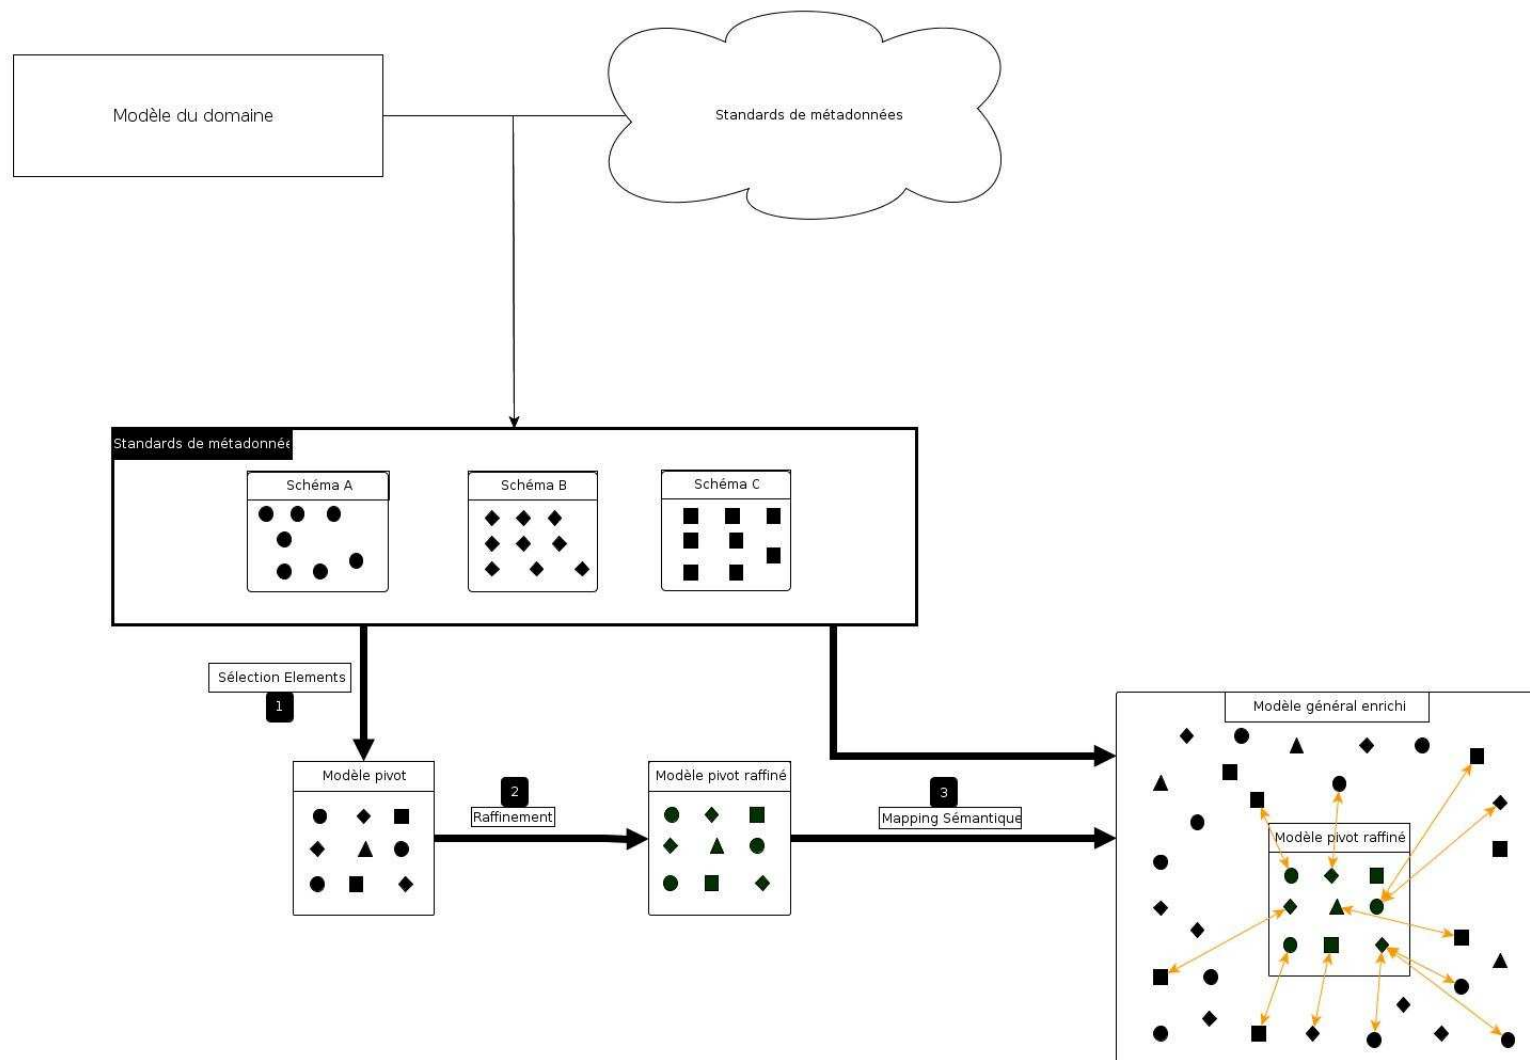 Modèle du domaine
Standards de métadonnées
Standards de métadonnée
Schéma A
Schéma B
Schéma C
Sélection Elements
1
Modèle pivot
2
Raffinement
Modèle pivot raffiné
3
Mapping Sémantique
Modèle général enrichi
Modèle pivot raffiné